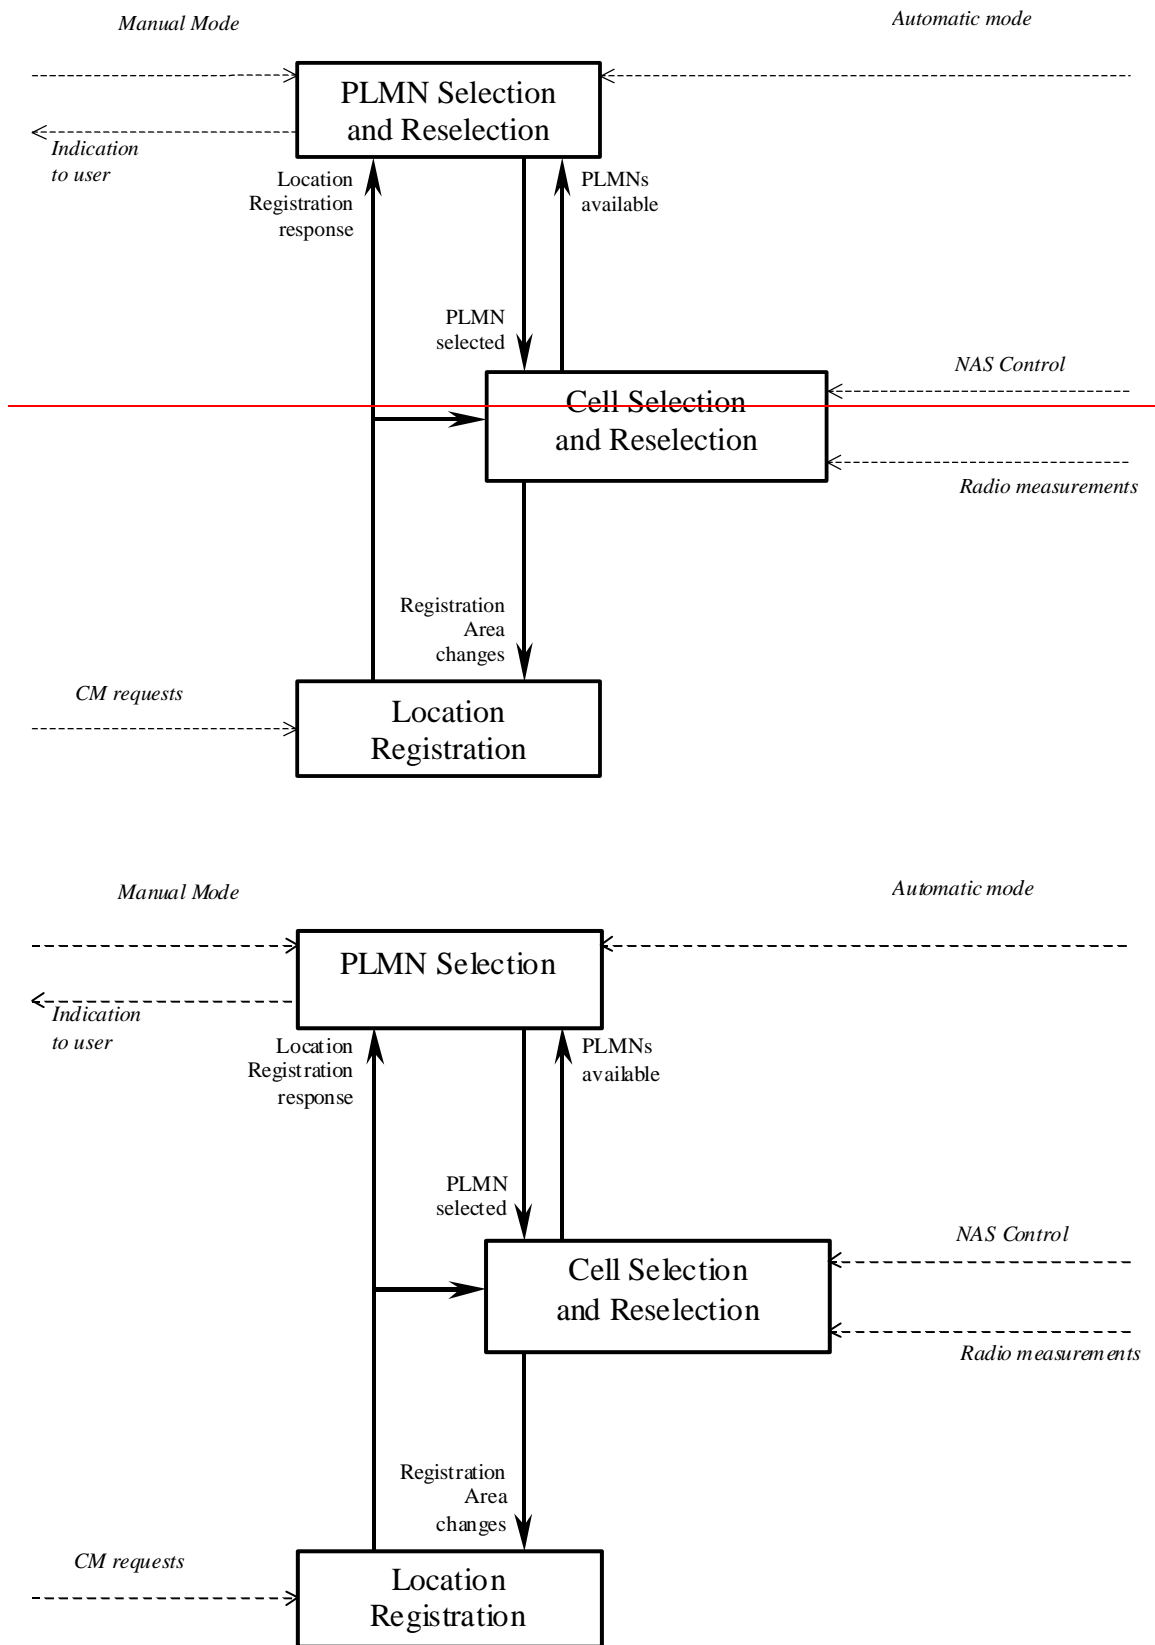 Manual Mode
Automatic mode
PLMN Selection
and Reselection
Indication
to user
Location
Registration
response
PLMNs
available
PLMN
selected
NAS Control
Cell Selection
and Reselection
Radio measurements
Registration
Area
changes
CM requests
Location
Registration
Manual Mode
Automatic mode
PLMN Selection
Indication
to user
Location
Registration
response
PLMNs
available
PLMN
selected
NAS Control
Cell Selection
and Reselection
Radio measurements
Registration
Area
changes
CM requests
Location
Registration